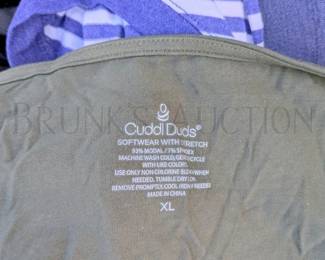 Cuddl Duds®
SOFTWEAR WITH STRETCH
93% MODAL / 7% SPANDEX
MACHINE WASH COLD, GENTLE CYCLE
WITH LIKE COLORS.
USE ONLY NON CHLORINE BLEACH WHEN
NEEDED. TUMBLE DRY LOW.
REMOVE PROMPTLY. COOL IRON IF NEEDED
MADE IN CHINA
XL
BRUNK'S AUCTION